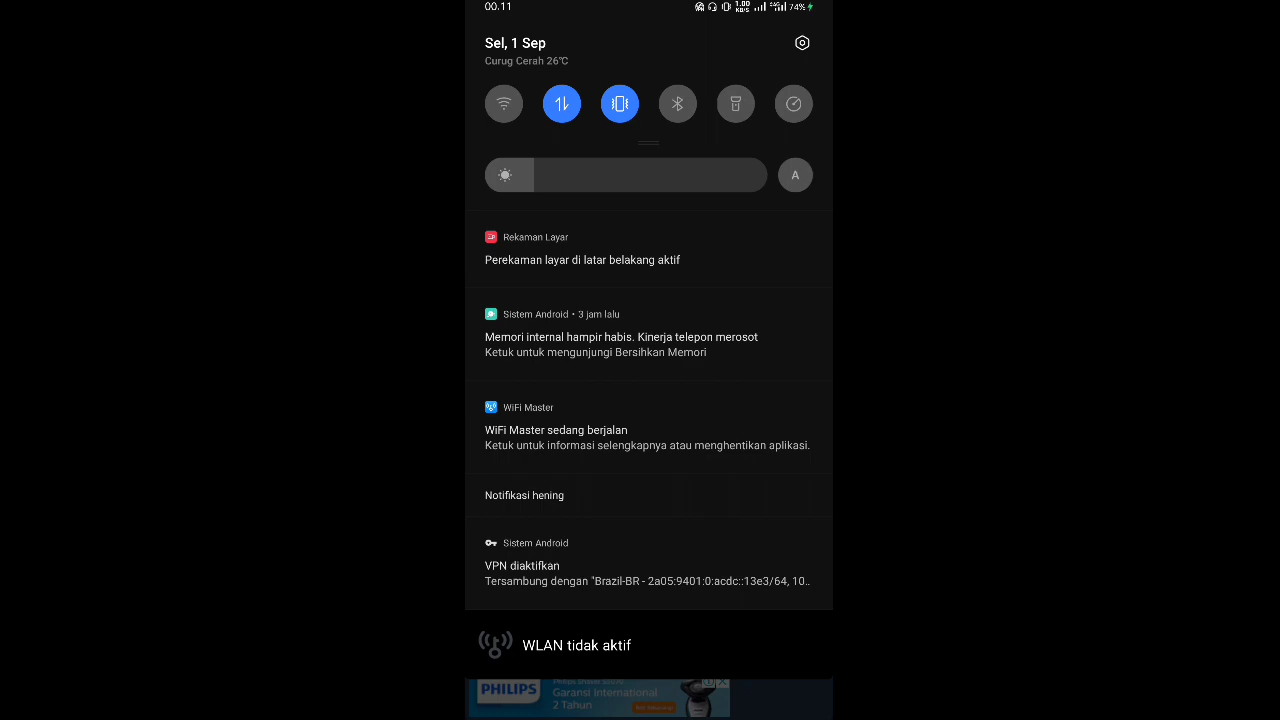 00.11
1.00 KB/S 74%
Sel, 1 Sep
Curug Cerah 26°C
A
Rekaman Layar
Perekaman layar di latar belakang aktif
Sistem Android • 3 jam lalu
Memori internal hampir habis. Kinerja telepon merosot
Ketuk untuk mengunjungi Bersihkan Memori
WiFi Master
WiFi Master sedang berjalan
Ketuk untuk informasi selengkapnya atau menghentikan aplikasi.
Notifikasi hening
Sistem Android
VPN diaktifkan
Tersambung dengan "Brazil-BR - 2a05:9401:0:acdc::13e3/64, 10..
WLAN tidak aktif
PHILIPS
Garansi International
2 Tahun